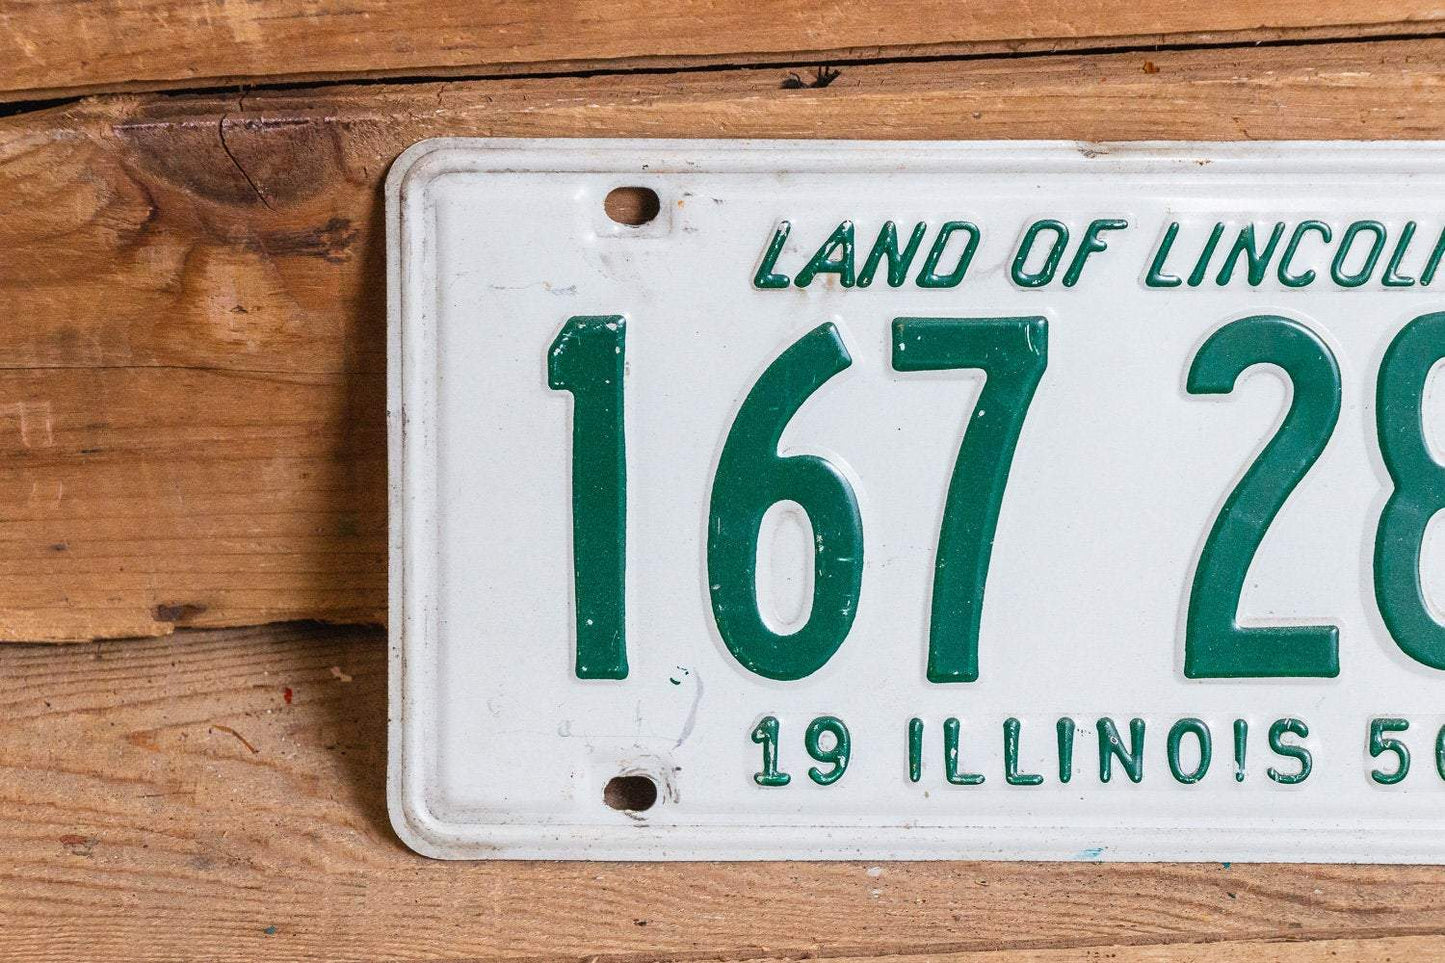 LAND OF LINCOL
167 28
19 ILLINOIS 5